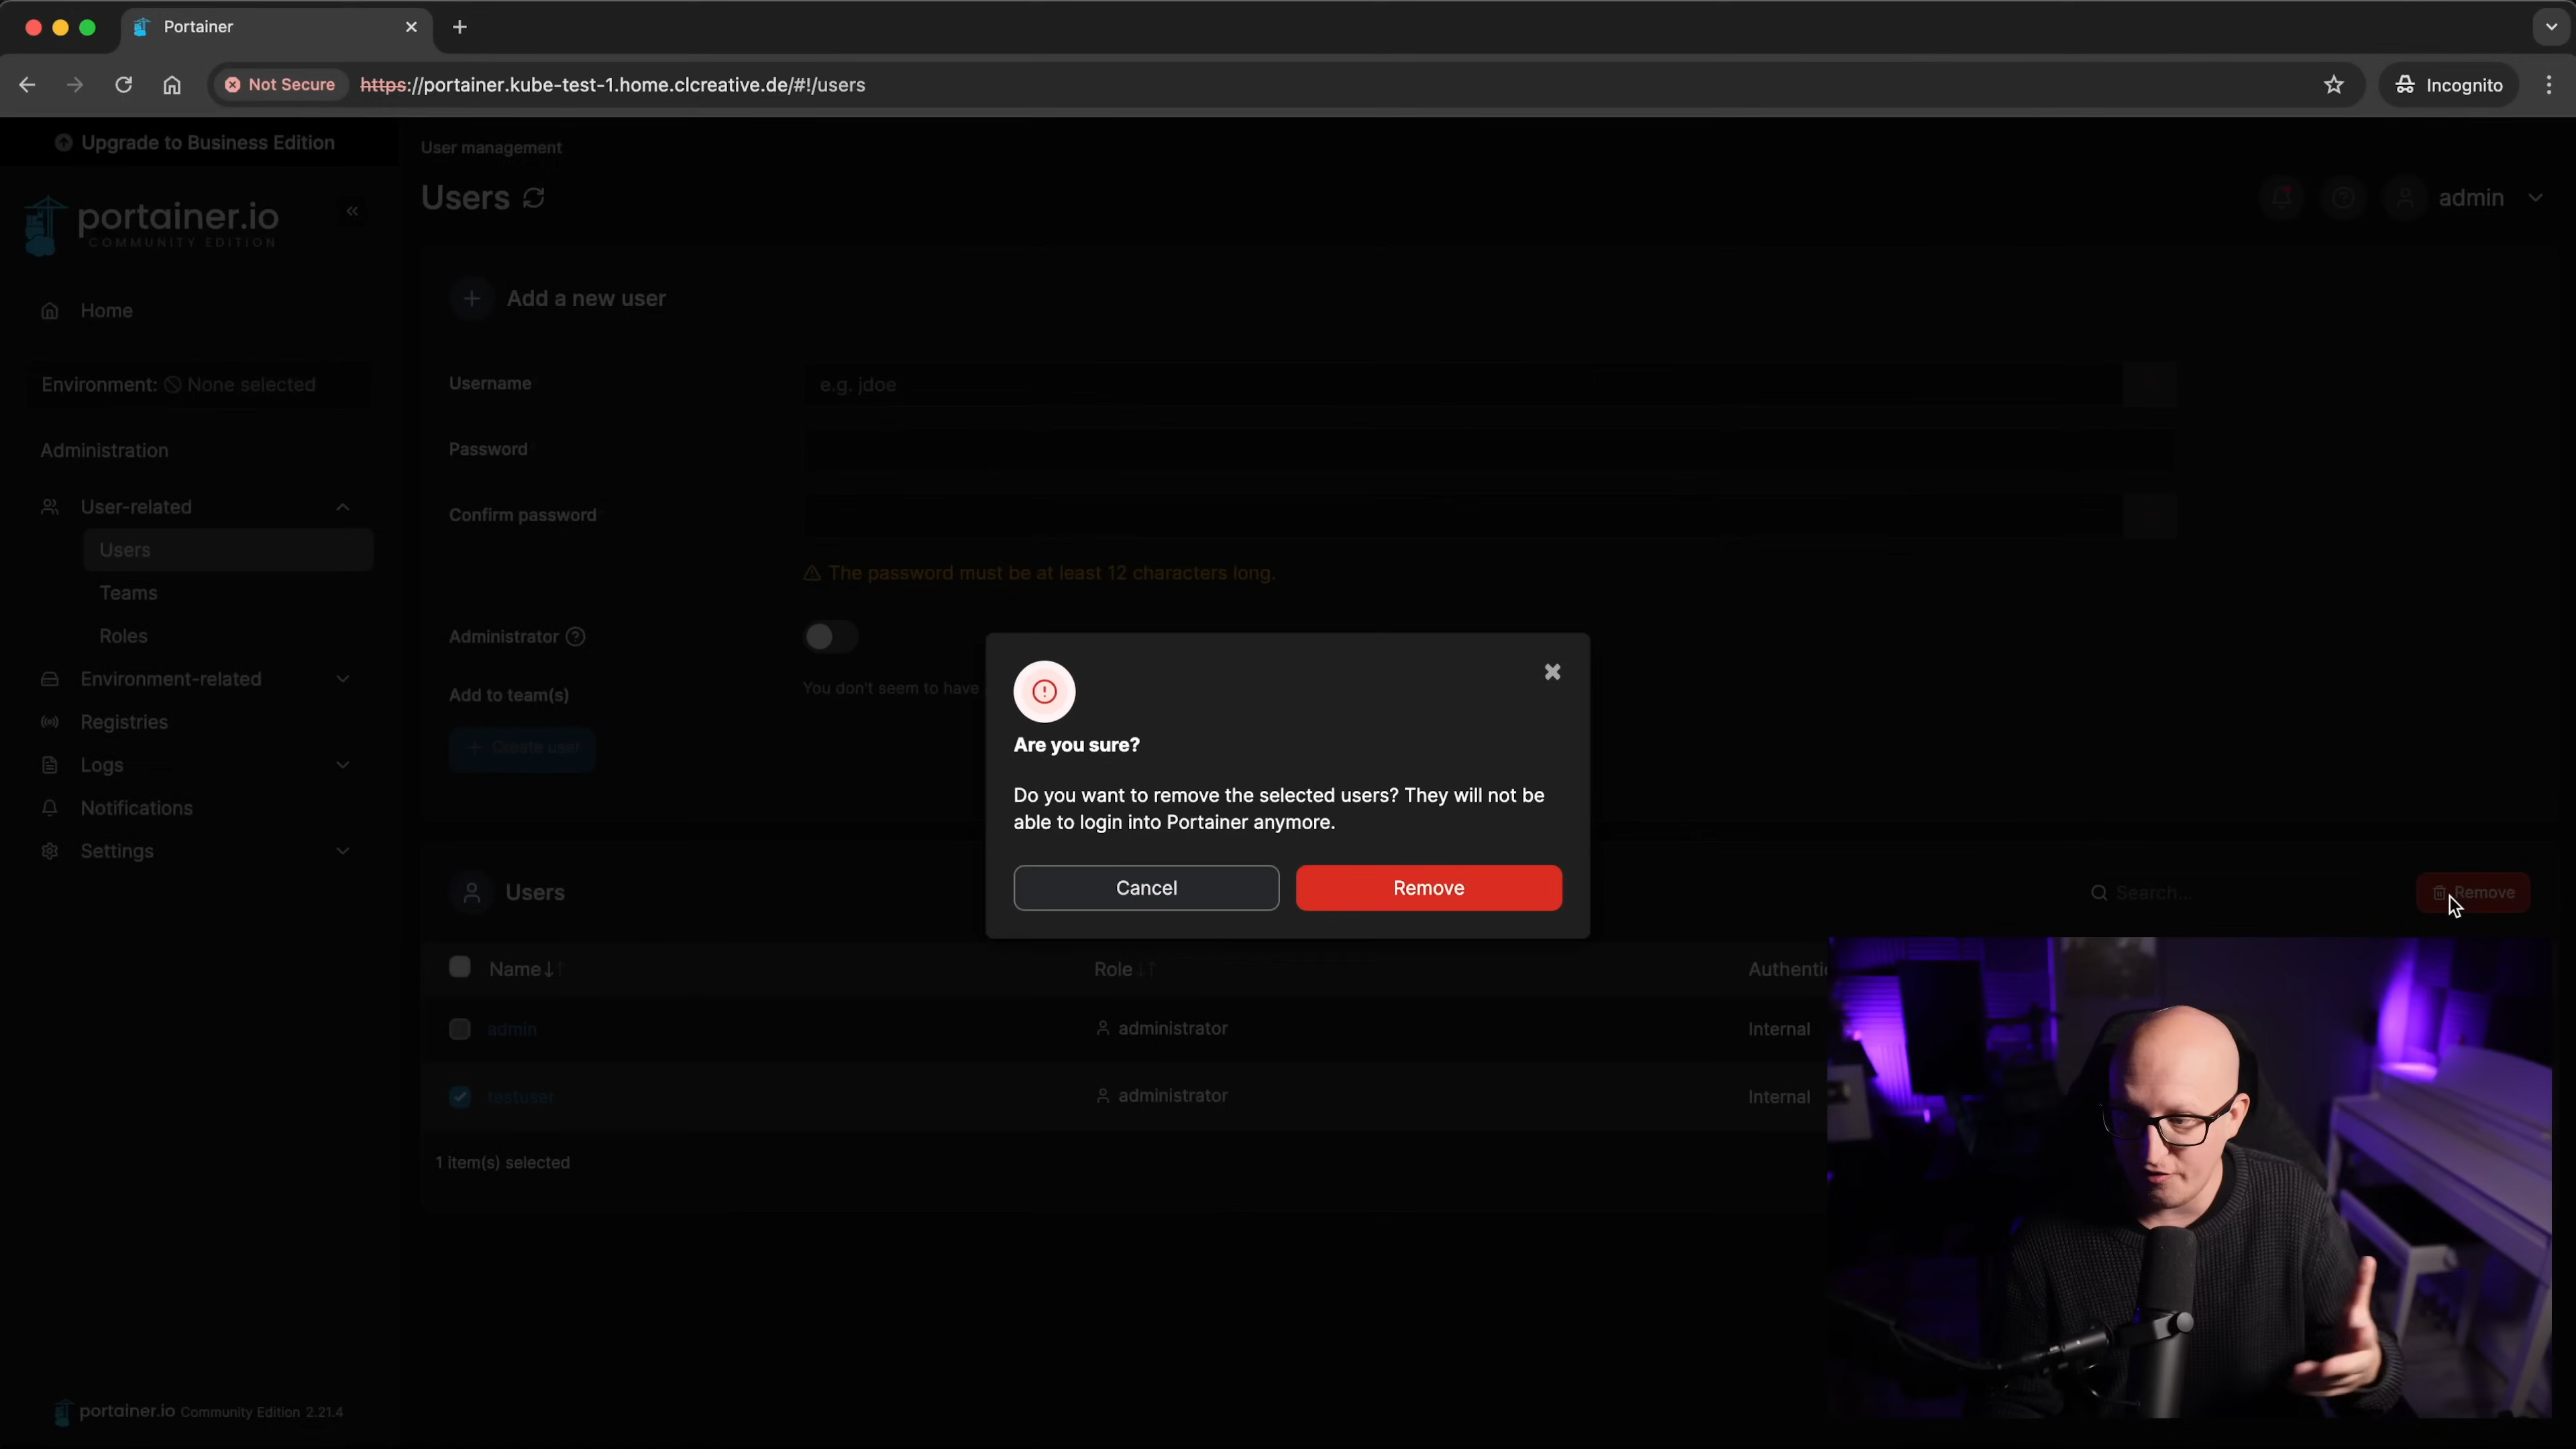 Portainer
Not Secure https://portainer.kube-test-1.home.clcreative.de/#!/users
Incognito
Upgrade to Business Edition
portainer.io
COMMUNITY EDITION
Home
Environment: None selected
Administration
User-related
Users
Teams
Roles
Environment-related
Registries
Logs
Notifications
Settings
portainer.io Community Edition 2.21.4
User management
Users
admin
Add a new user
Username
e.g. jdoe
Password
Confirm password
The password must be at least 12 characters long.
Administrator
Add to team(s)
You don't seem to have
Create user
Are you sure?
Do you want to remove the selected users? They will not be
able to login into Portainer anymore.
Cancel
Remove
Users
Search...
Remove
Name
Role
admin
administrator
Internal
testuser
administrator
Internal
1 item(s) selected